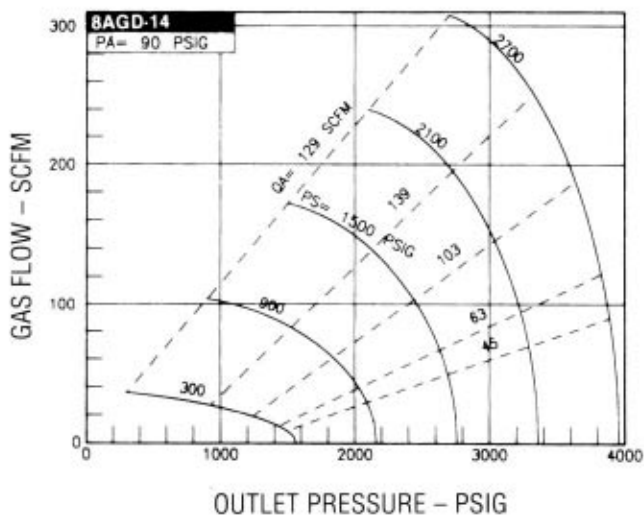 8AGD-14
PA= 90 PSIG
300
200
100
0
GAS FLOW – SCFM
2700
QA= 129 SCFM
2100
139
PS= 1500 PSIG
103
900
63
45
300
0
1000
2000
3000
4000
OUTLET PRESSURE – PSIG